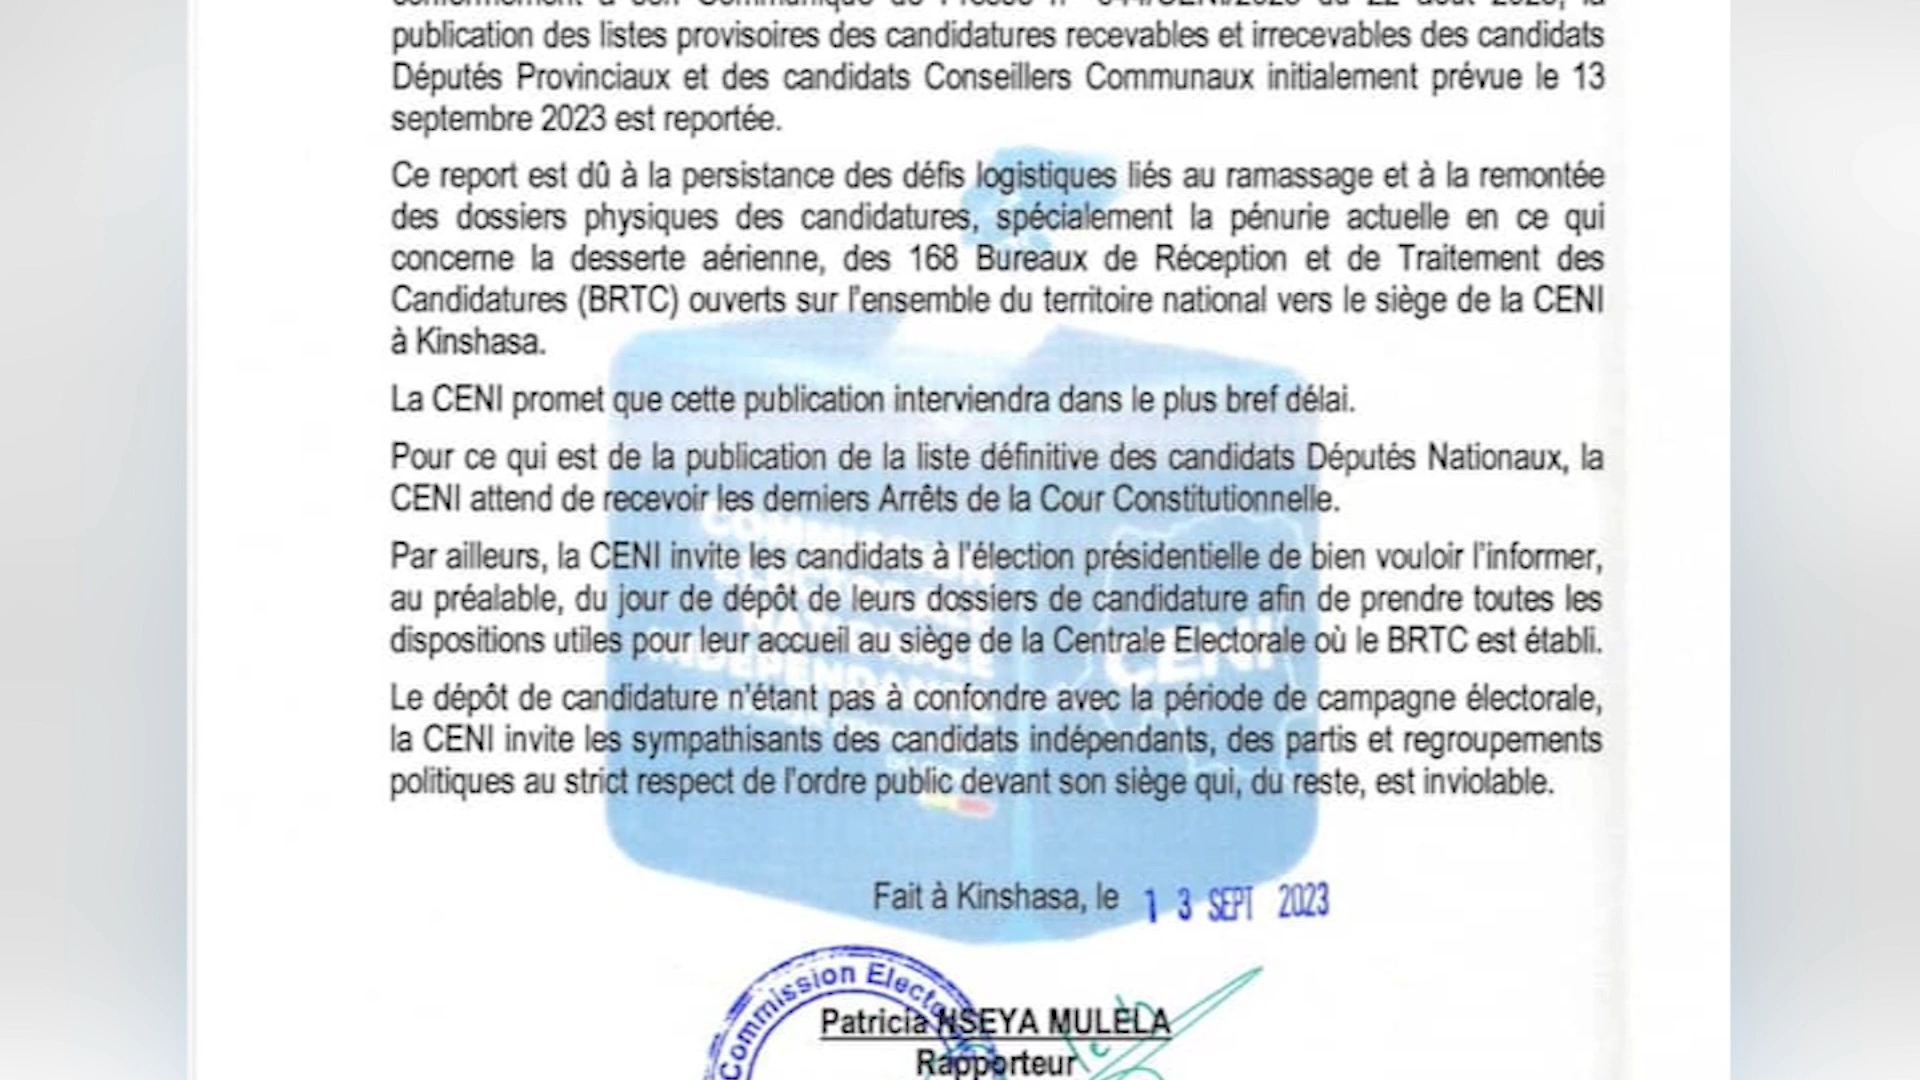 publication des listes provisoires des candidatures recevables et irrecevables des candidats
Députés Provinciaux et des candidats Conseillers Communaux initialement prévue le 13
septembre 2023 est reportée.
Ce report est dû à la persistance des défis logistiques liés au ramassage et à la remontée
des dossiers physiques des candidatures, spécialement la pénurie actuelle en ce qui
concerne la desserte aérienne, des 168 Bureaux de Réception et de Traitement des
Candidatures (BRTC) ouverts sur l'ensemble du territoire national vers le siège de la CENI
à Kinshasa.
La CENI promet que cette publication interviendra dans le plus bref délai.
Pour ce qui est de la publication de la liste définitive des candidats Députés Nationaux, la
CENI attend de recevoir les derniers Arrêts de la Cour Constitutionnelle.
Par ailleurs, la CENI invite les candidats à l'élection présidentielle de bien vouloir l'informer,
au préalable, du jour de dépôt de leurs dossiers de candidature afin de prendre toutes les
dispositions utiles pour leur accueil au siège de la Centrale Electorale où le BRTC est établi.
Le dépôt de candidature n'étant pas à confondre avec la période de campagne électorale,
la CENI invite les sympathisants des candidats indépendants, des partis et regroupements
politiques au strict respect de l'ordre public devant son siège qui, du reste, est inviolable.
CENI
Fait à Kinshasa, le 13 SEPT 2023
Commission
Patricia NSEYA MULELA
Rapporteur